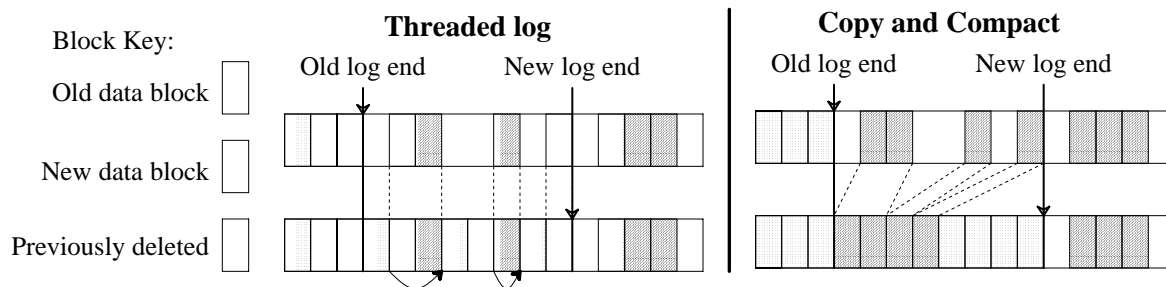 Block Key:
Old data block
New data block
Previously deleted
Threaded log
Old log end
New log end
Copy and Compact
Old log end
New log end